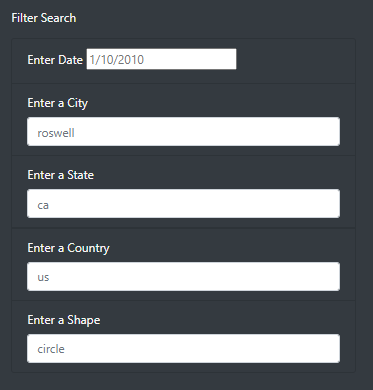 Filter Search
Enter Date 1/10/2010
Enter a City
roswell
Enter a State
ca
Enter a Country
us
Enter a Shape
circle